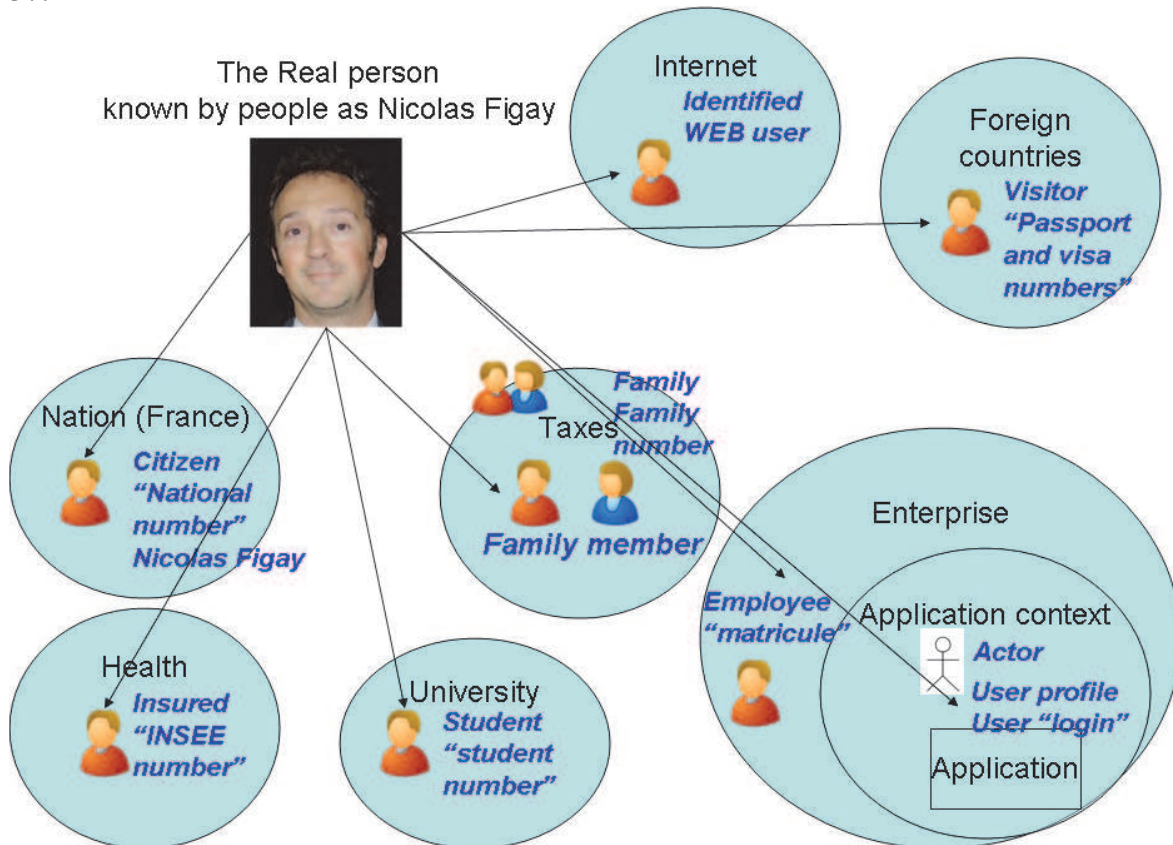 The Real person
known by people as Nicolas Figay
Internet
Identified
WEB user
Foreign
countries
Visitor
“Passport
and visa
numbers”
Nation (France)
Citizen
“National
number”
Nicolas Figay
Taxes
Family
Family
number
Family member
Enterprise
Employee
“matricule”
Application context
Actor
User profile
User “login”
Application
Health
Insured
“INSEE
number”
University
Student
“student
number”